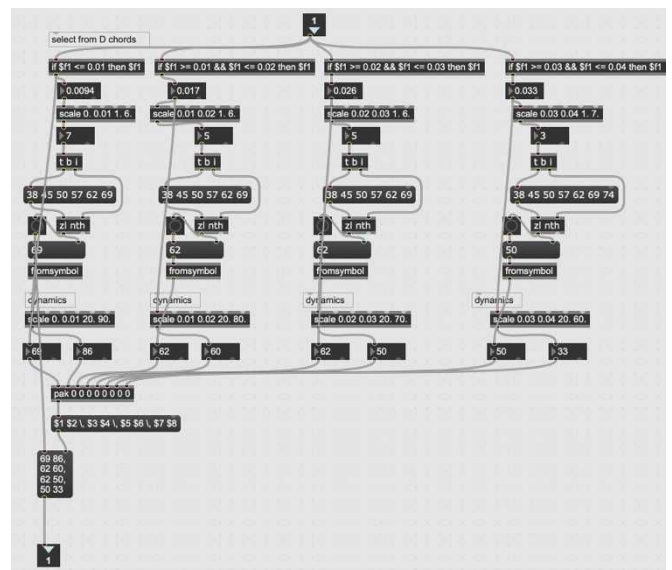 1
select from D chords
if $f1 <= 0.01 then $f1
if $f1 >= 0.01 && $f1 <= 0.02 then $f1
if $f1 >= 0.02 && $f1 <= 0.03 then $f1
if $f1 >= 0.03 && $f1 <= 0.04 then $f1
0.0094
0.017
0.026
0.033
scale 0. 0.01 1. 6.
scale 0.01 0.02 1. 6.
scale 0.02 0.03 1. 6.
scale 0.03 0.04 1. 7.
7
5
5
3
t b i
t b i
t b i
t b i
38 45 50 57 62 69
38 45 50 57 62 69
38 45 50 57 62 69
38 45 50 57 62 69 74
zl nth
zl nth
zl nth
zl nth
69
62
62
50
fromsymbol
fromsymbol
fromsymbol
fromsymbol
dynamics
dynamics
dynamics
dynamics
scale 0. 0.01 20. 90.
scale 0.01 0.02 20. 80.
scale 0.02 0.03 20. 70.
scale 0.03 0.04 20. 60.
69
86
62
60
62
50
50
33
pak 0 0 0 0 0 0 0 0
$1 $2 \, $3 $4 \, $5 $6 \, $7 $8
69 86,
62 60,
62 50,
50 33
1